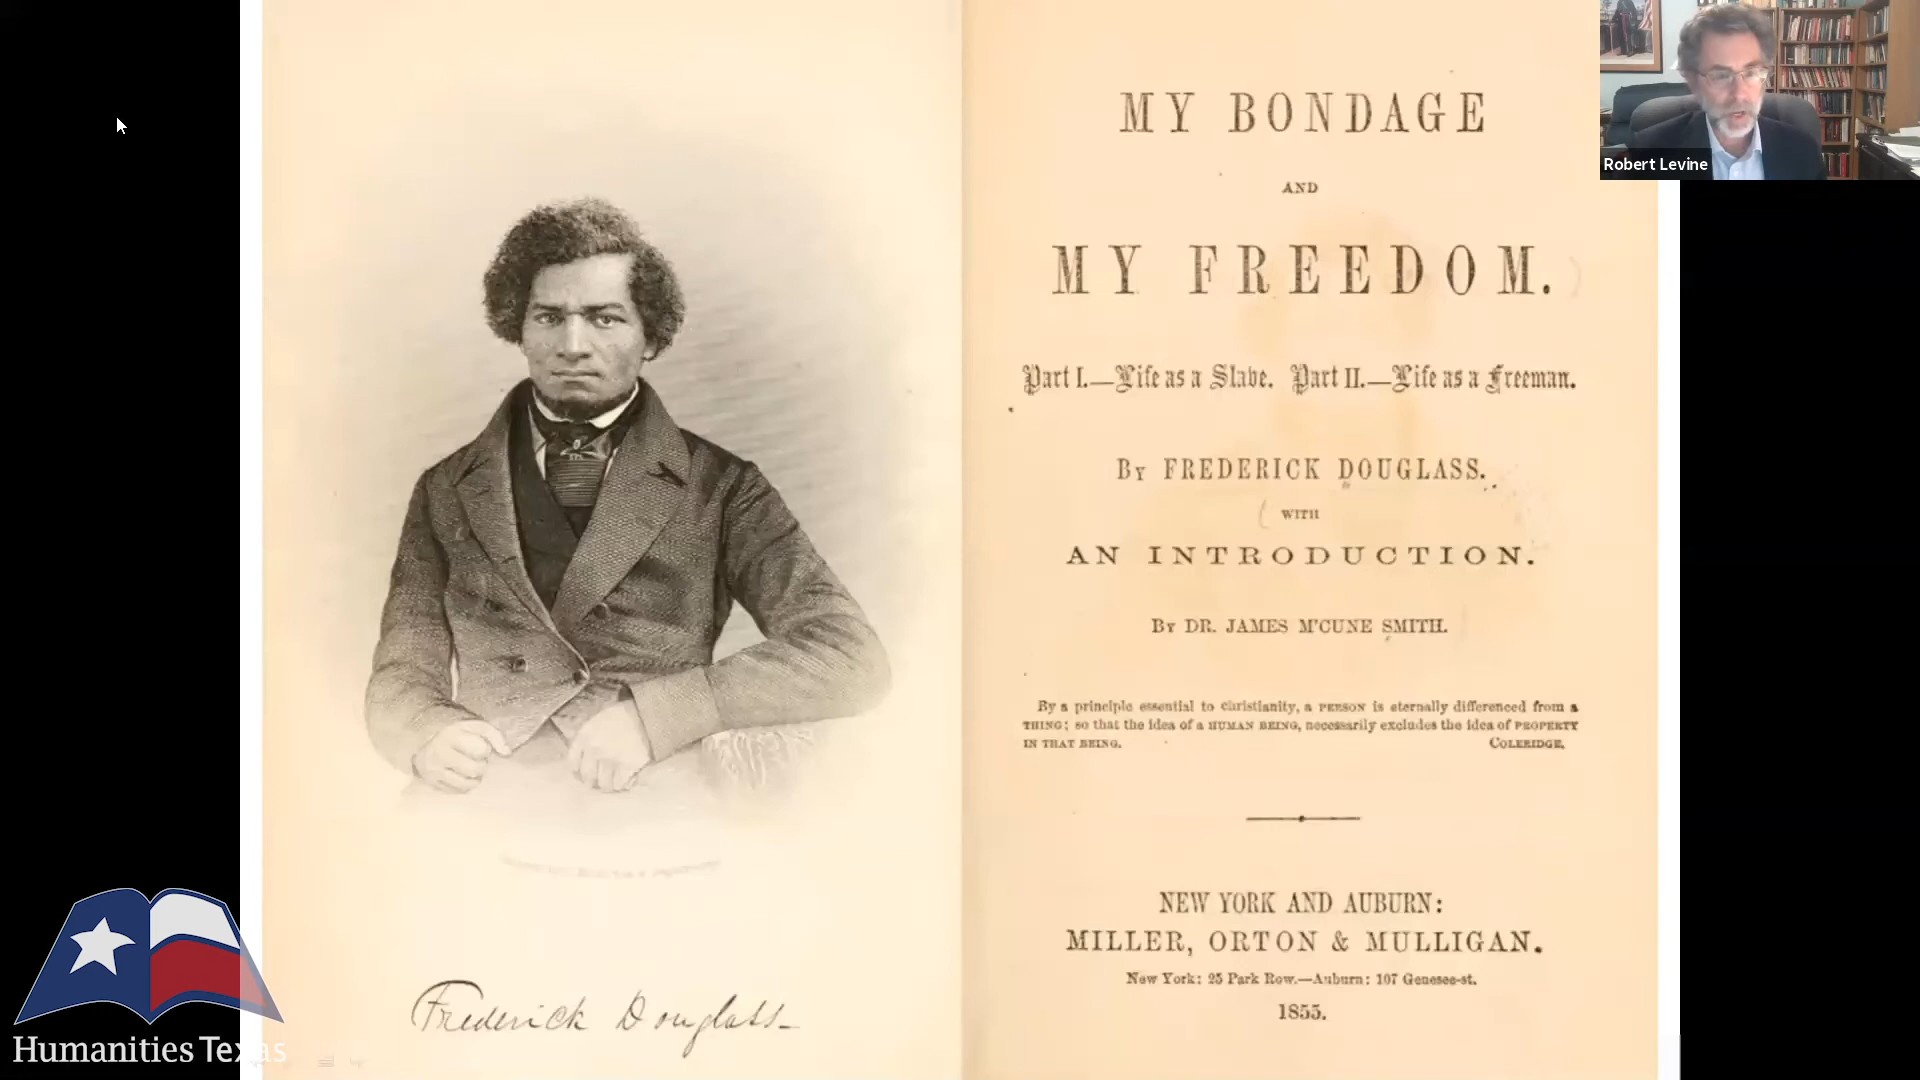 MY BONDAGE
AND
MY FREEDOM.
Part I.—Life as a Slave. Part II.—Life as a Freeman.
By FREDERICK DOUGLASS.
WITH
AN INTRODUCTION.
By DR. JAMES M'CUNE SMITH.
By a principle essential to christianity, a PERSON is eternally differenced from a
THING; so that the idea of a HUMAN BEING, necessarily excludes the idea of PROPERTY
IN THAT BEING. COLERIDGE.
NEW YORK AND AUBURN:
MILLER, ORTON & MULLIGAN.
New York: 25 Park Row.—Auburn: 107 Genesee-st.
1855.
Frederick Douglass
Robert Levine
Humanities Texas